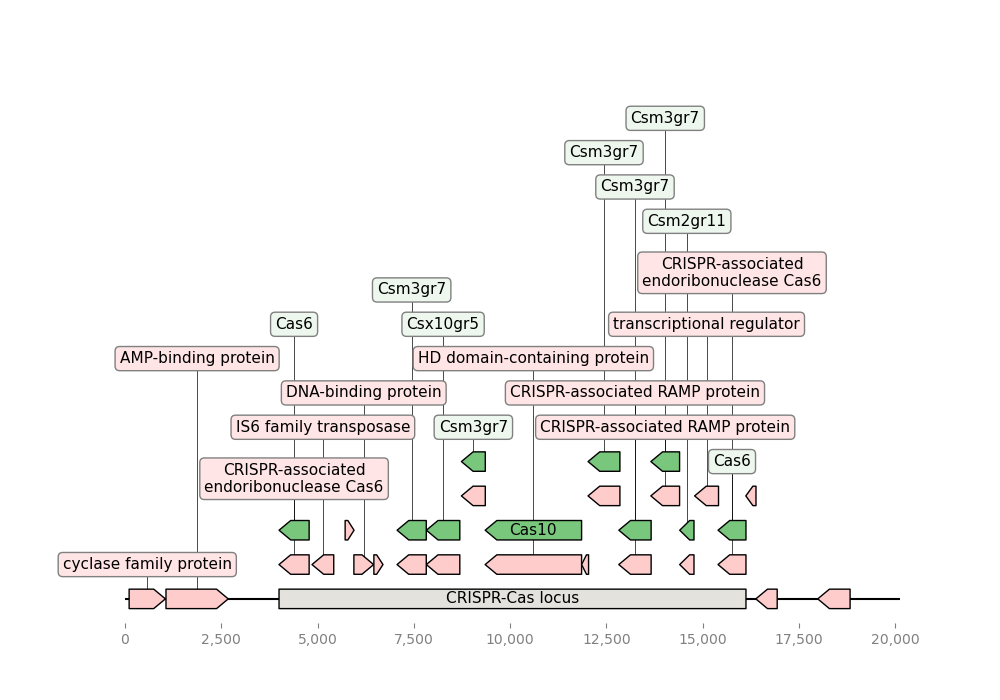 Csm3gr7
Csm3gr7
Csm3gr7
Csm2gr11
CRISPR-associated
endoribonuclease Cas6
Csm3gr7
Cas6
Csx10gr5
transcriptional regulator
AMP-binding protein
HD domain-containing protein
DNA-binding protein
CRISPR-associated RAMP protein
IS6 family transposase
Csm3gr7
CRISPR-associated RAMP protein
CRISPR-associated
endoribonuclease Cas6
Cas6
Cas10
cyclase family protein
CRISPR-Cas locus
0
2,500
5,000
7,500
10,000
12,500
15,000
17,500
20,000